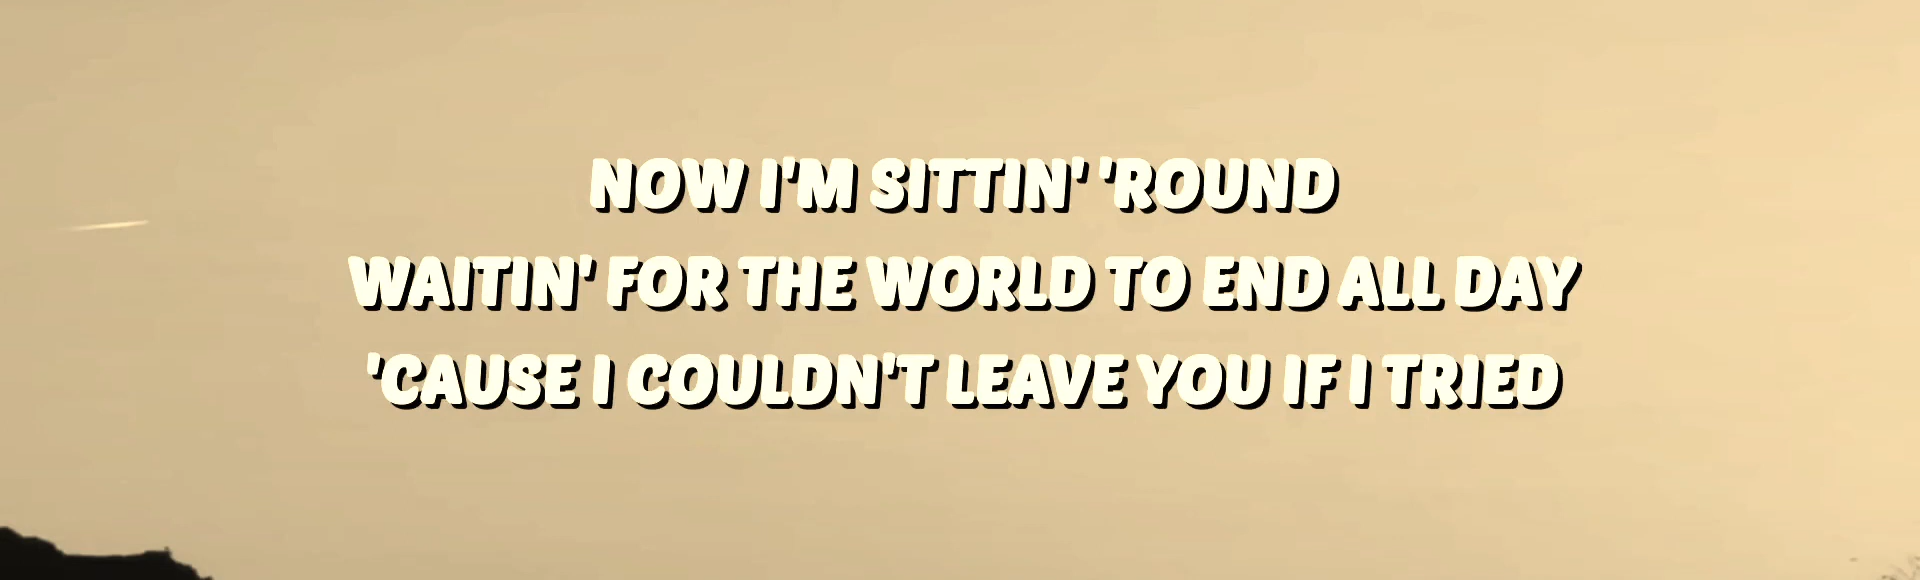 NOW I'M SITTIN' 'ROUND
WAITIN' FOR THE WORLD TO END ALL DAY
'CAUSE I COULDN'T LEAVE YOU IF I TRIED